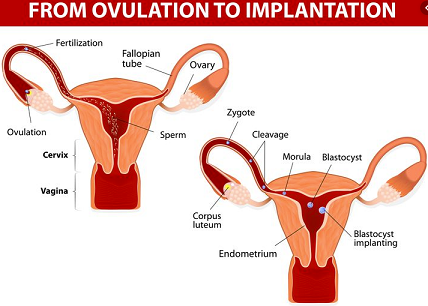 FROM OVULATION TO IMPLANTATION
Fertilization
Fallopian
tube
Ovary
Ovulation
Sperm
Cervix
Vagina
Zygote
Cleavage
Morula
Blastocyst
Corpus
luteum
Blastocyst
implanting
Endometrium